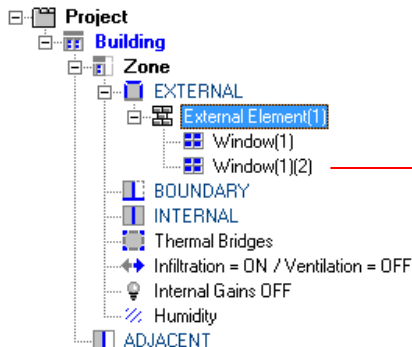 Project
Building
Zone
EXTERNAL
External Element(1)
Window(1)
Window(1)(2)
BOUNDARY
INTERNAL
Thermal Bridges
Infiltration = ON / Ventilation = OFF
Internal Gains OFF
Humidity
ADJACENT